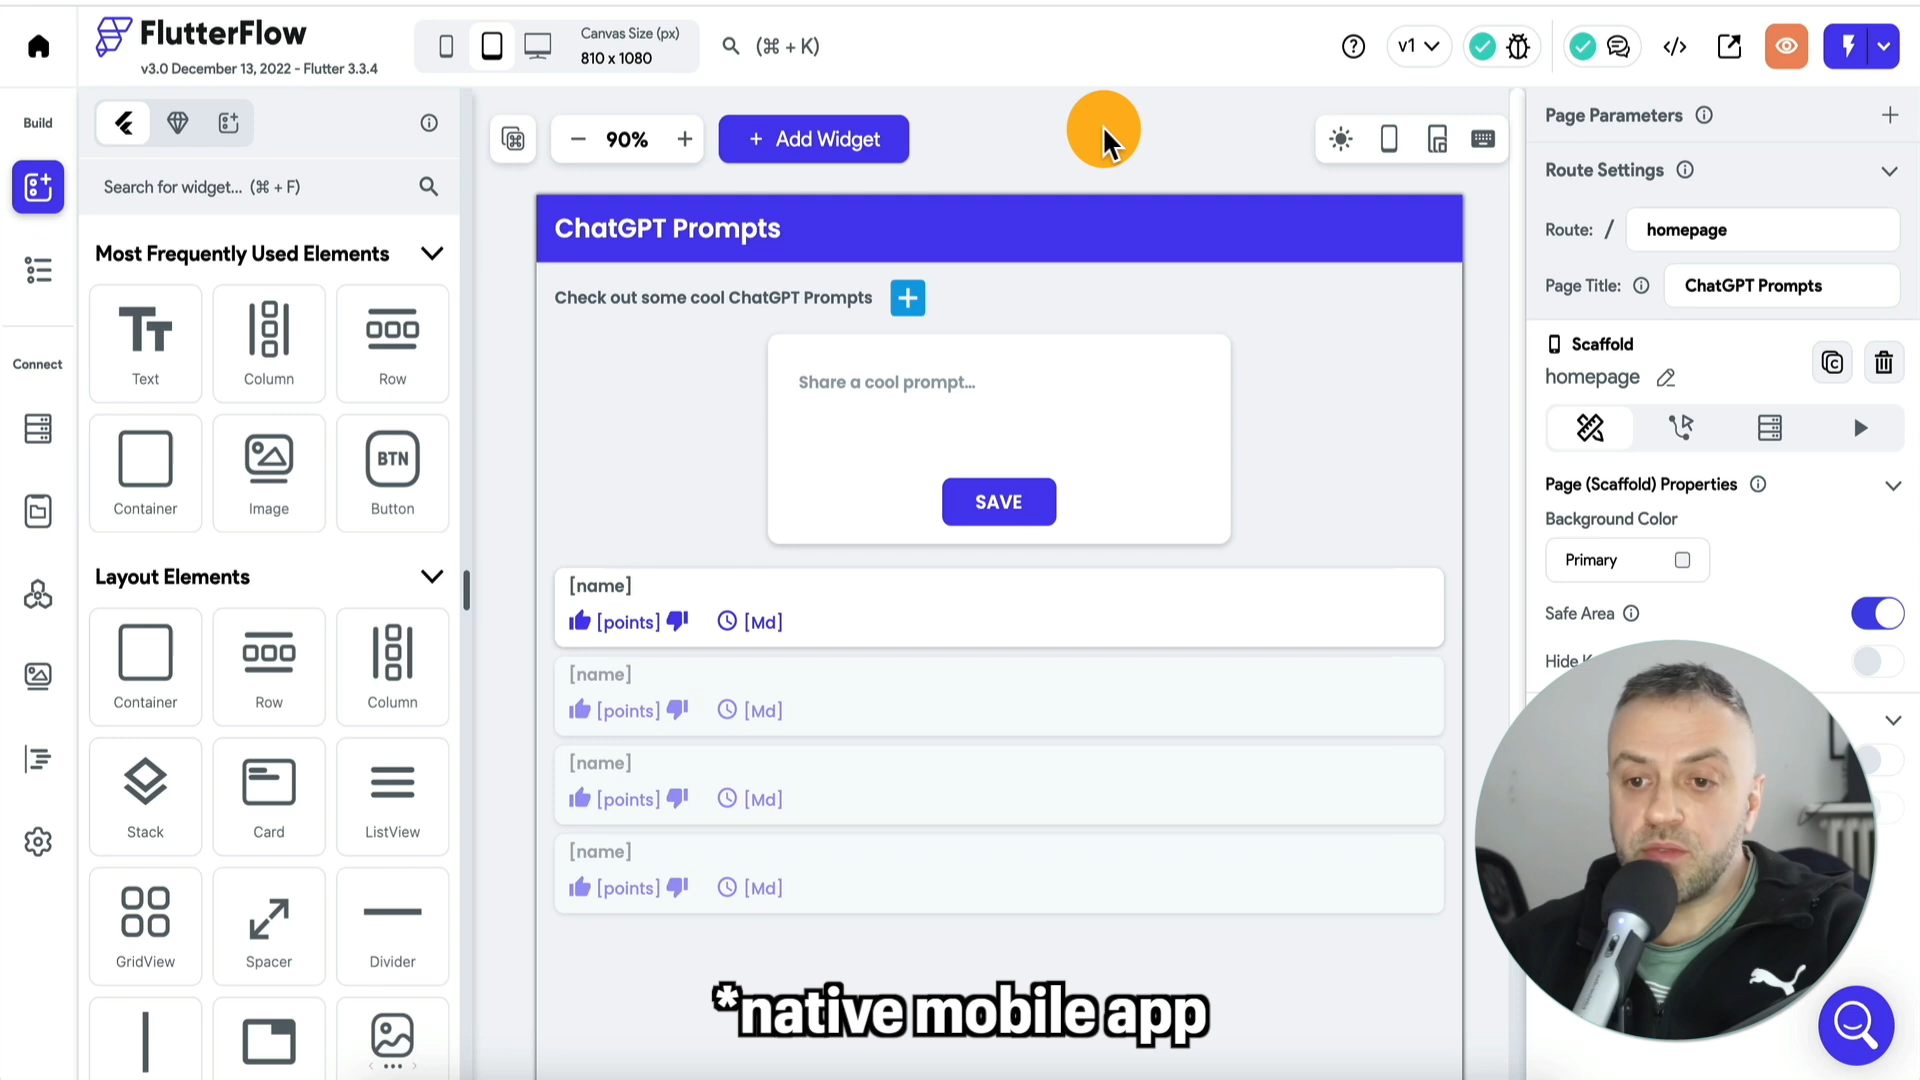 FlutterFlow
v3.0 December 13, 2022 - Flutter 3.3.4
Canvas Size (px)
810 x 1080
(⌘ + K)
v1
Build
90%
+ Add Widget
Search for widget... (⌘ + F)
Most Frequently Used Elements
Text
Column
Row
Container
Image
BTN
Button
Layout Elements
Container
Row
Column
Stack
Card
ListView
GridView
Spacer
Divider
Connect
ChatGPT Prompts
Check out some cool ChatGPT Prompts
Share a cool prompt...
SAVE
[name]
[points]
[Md]
[name]
[points]
[Md]
[name]
[points]
[Md]
[name]
[points]
[Md]
*native mobile app
Page Parameters
Route Settings
Route: / homepage
Page Title: ChatGPT Prompts
Scaffold
homepage
Page (Scaffold) Properties
Background Color
Primary
Safe Area
Hide